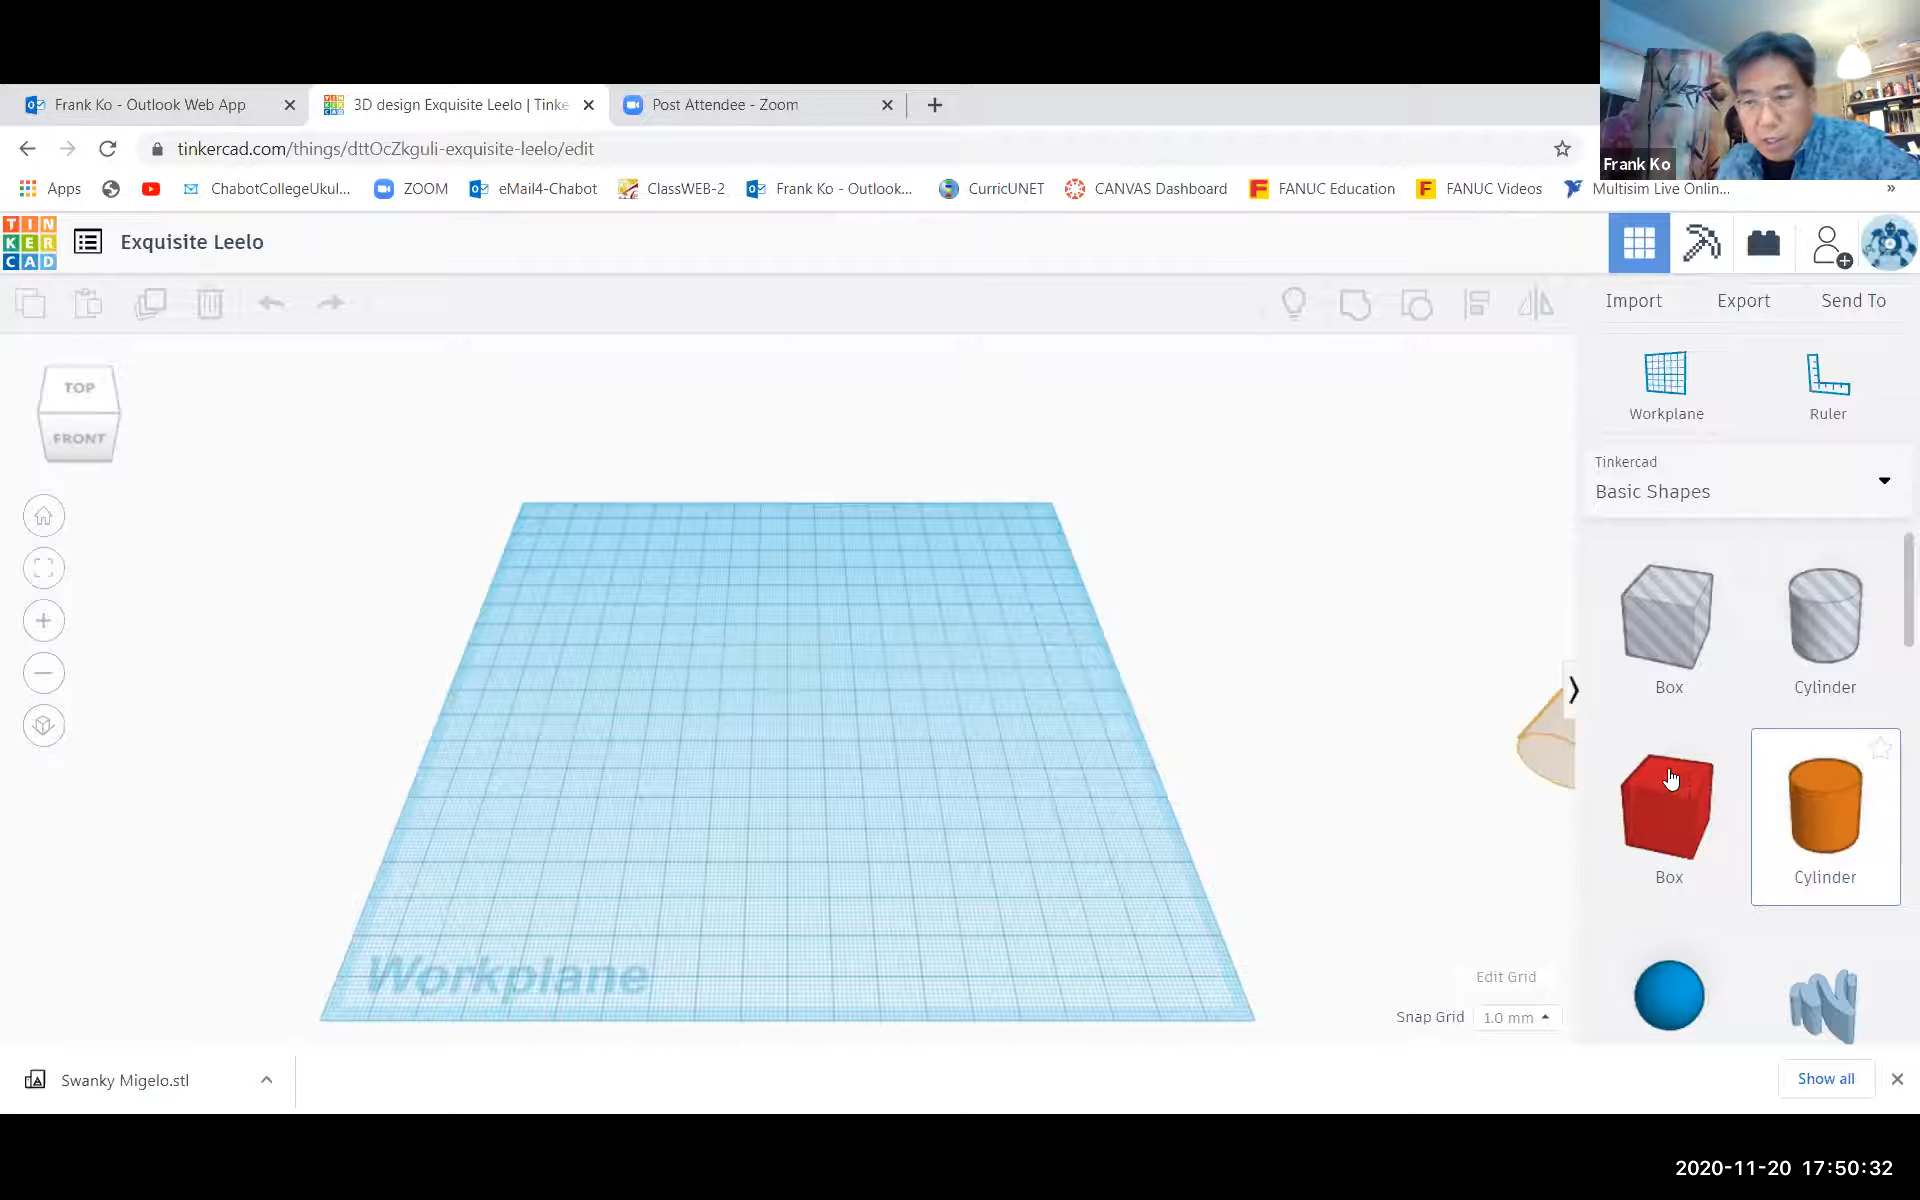 Frank Ko - Outlook Web App
3D design Exquisite Leelo | Tinke
Post Attendee - Zoom
tinkercad.com/things/dttOcZkguli-exquisite-leelo/edit
Frank Ko
Apps
ChabotCollegeUkul...
ZOOM
eMail4-Chabot
ClassWEB-2
Frank Ko - Outlook...
CurricUNET
CANVAS Dashboard
FANUC Education
FANUC Videos
Multisim Live Onlin...
»
TIN
KER
CAD
Exquisite Leelo
Import
Export
Send To
TOP
FRONT
Workplane
Ruler
Tinkercad
Basic Shapes
Box
Cylinder
Box
Cylinder
Workplane
Edit Grid
Snap Grid
1.0 mm
Swanky Migelo.stl
Show all
2020-11-20 17:50:32